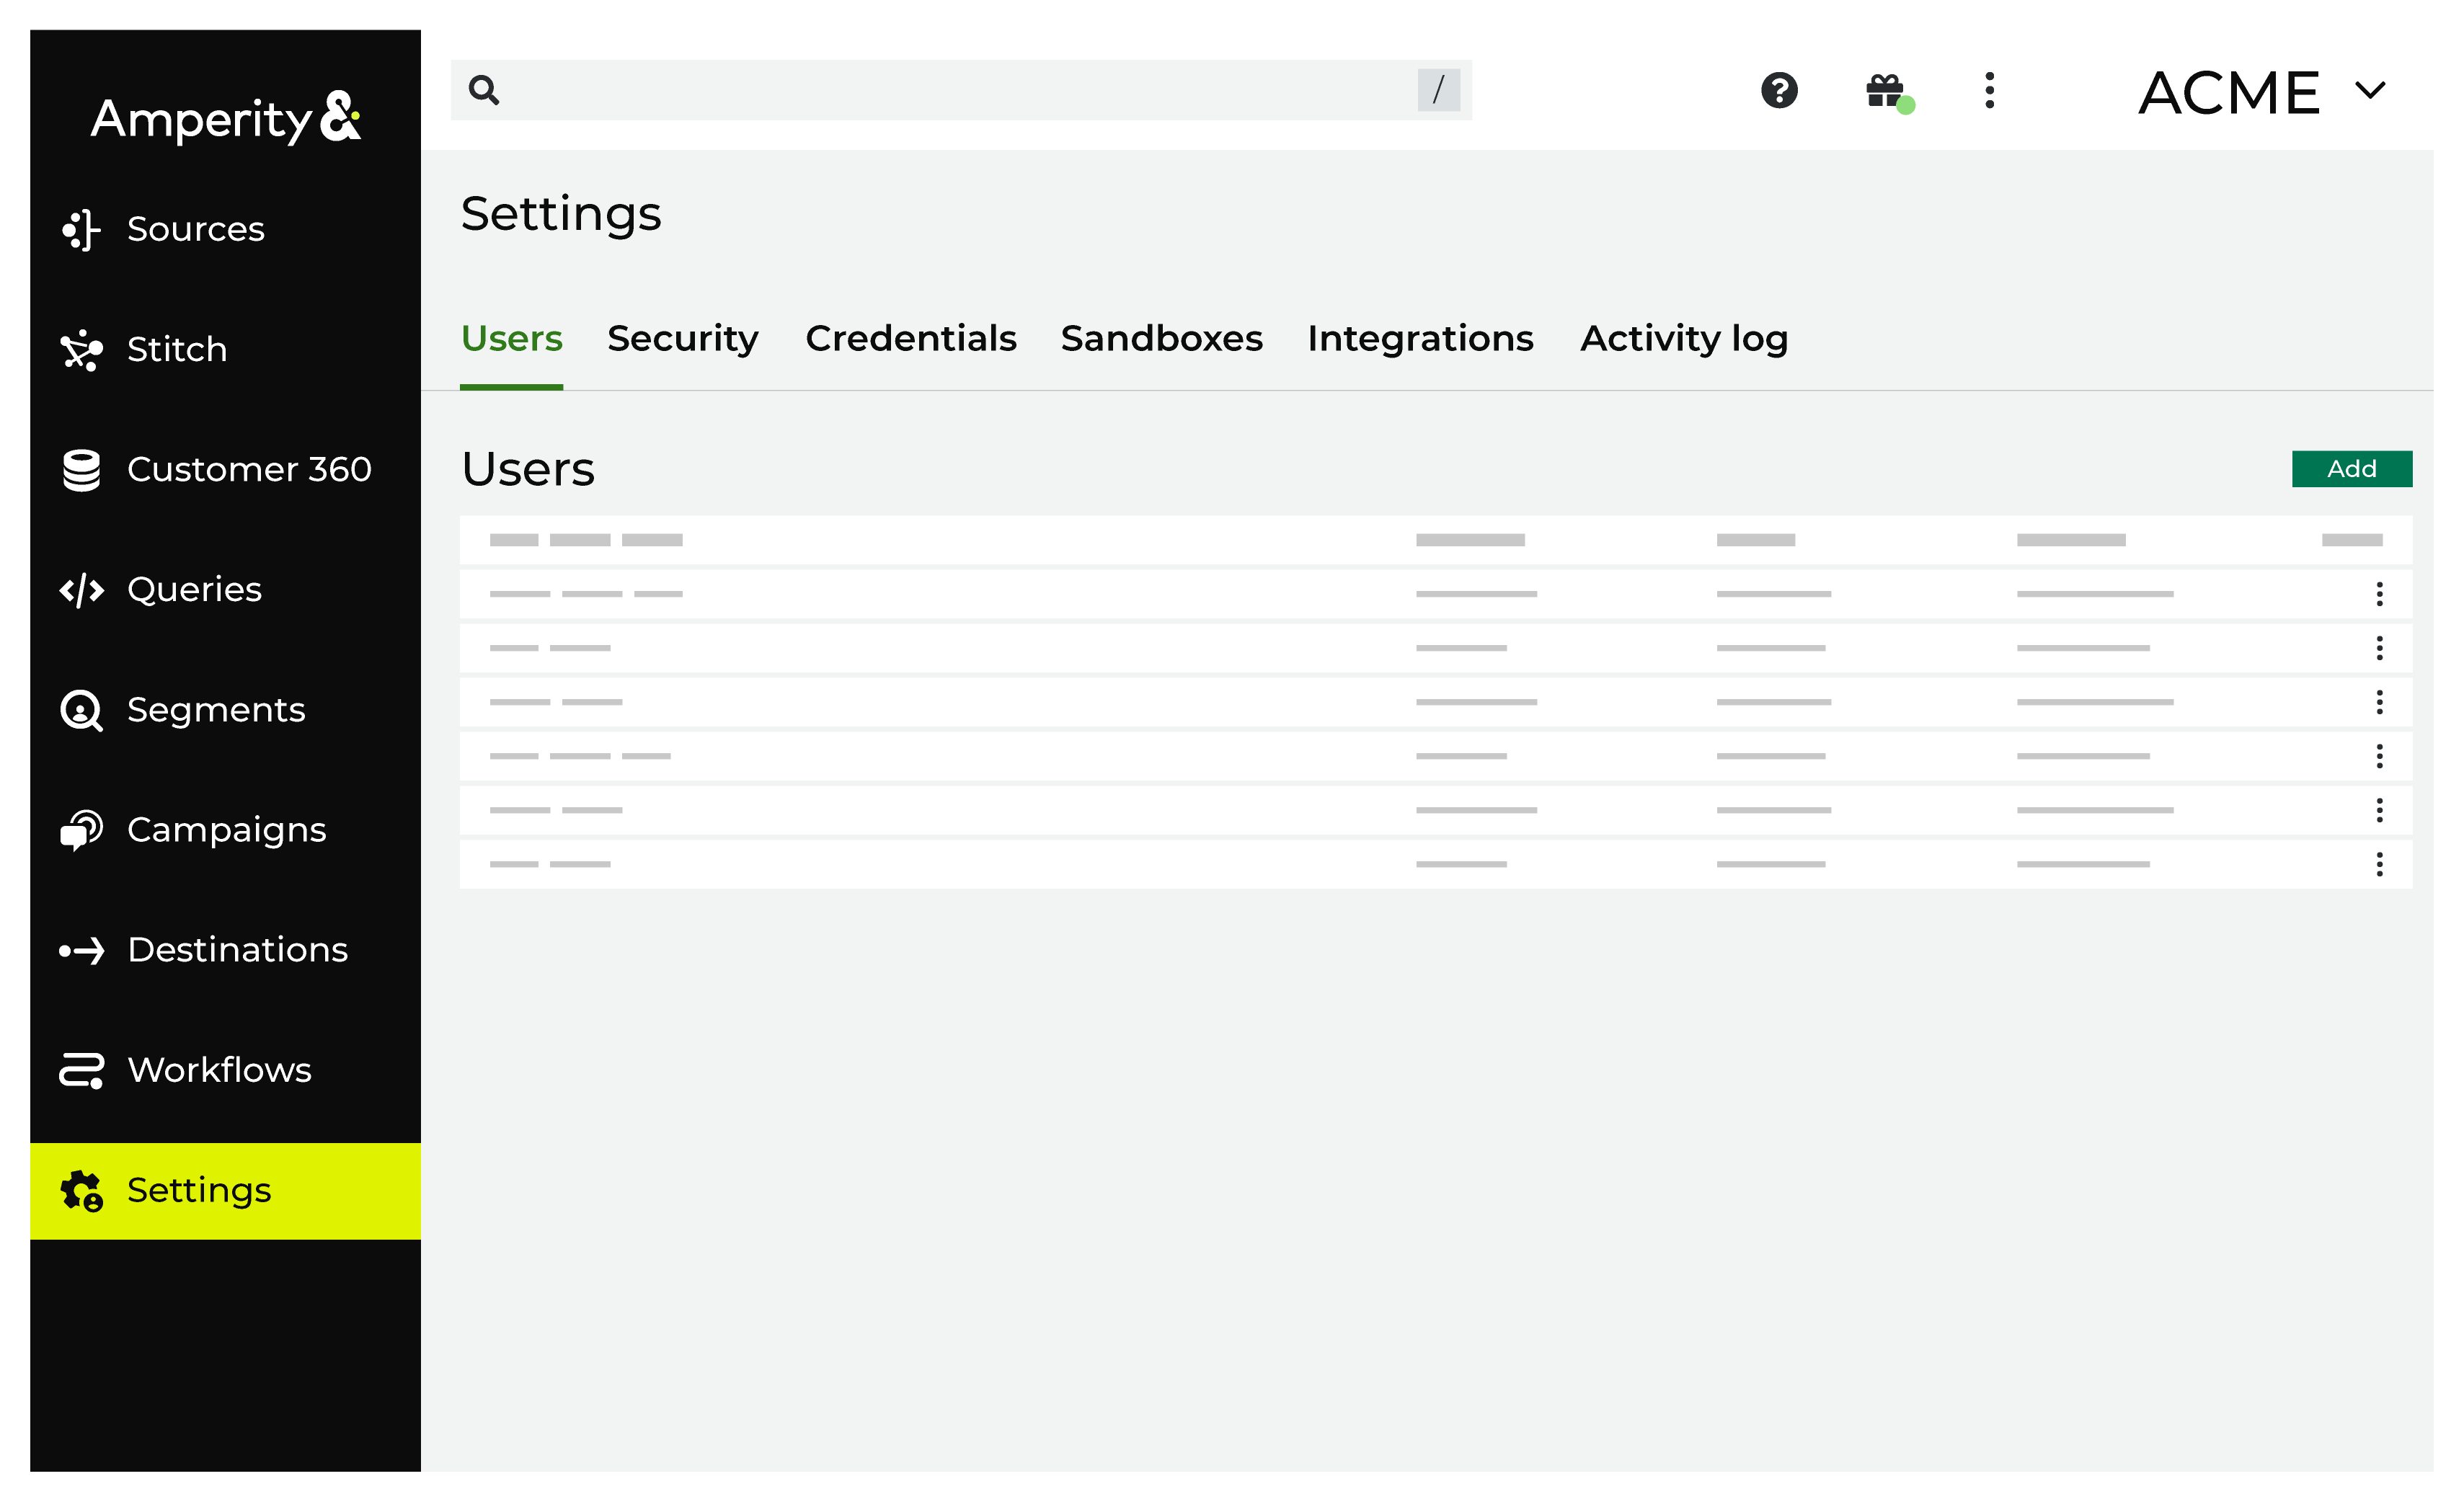 Amperity&
/
ACME
Sources
Stitch
Customer 360
Queries
Segments
Campaigns
Destinations
Workflows
Settings
Settings
Users Security Credentials Sandboxes Integrations Activity log
Users
Add